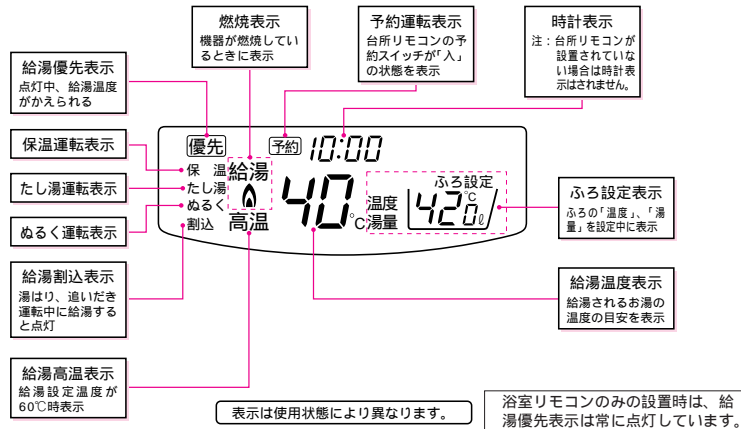 燃焼表示
機器が燃焼してい
るときに表示
予約運転表示
台所リモコンの予
約スイッチが「入」
の状態を表示
時計表示
注：台所リモコンが
設置されていな
い場合は時計表
示はされません。
給湯優先表示
点灯中、給湯温度
がかえられる
保温運転表示
たし湯運転表示
ぬるく運転表示
給湯割込表示
湯はり、追いだき
運転中に給湯する
と点灯
給湯高温表示
給湯設定温度が
60℃時表示
優先
予約 10:00
保 温
たし湯
ぬるく
割込
給湯
高温
40℃
温度
湯量
ふろ設定
42℃
0ℓ
ふろ設定表示
ふろの「温度」、「湯
量」を設定中に表示
給湯温度表示
給湯されるお湯の
温度の目安を表示
表示は使用状態により異なります。
浴室リモコンのみの設置時は、給
湯優先表示は常に点灯しています。